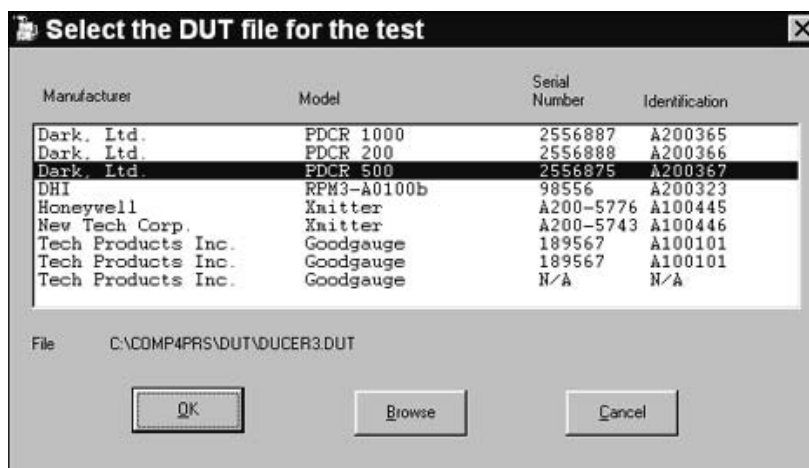 Select the DUT file for the test
Manufacturer Model Serial Number Identification
Dark, Ltd. PDCR 1000 2556887 A200365
Dark, Ltd. PDCR 200 2556888 A200366
Dark, Ltd. PDCR 500 2556875 A200367
DHI RPM3-A0100b 98556 A200323
Honeywell Xmitter A200-5776 A100445
New Tech Corp. Xmitter A200-5743 A100446
Tech Products Inc. Goodgauge 189567 A100101
Tech Products Inc. Goodgauge 189567 A100101
Tech Products Inc. Goodgauge N/A N/A
File C:\COMP4PRS\DUT\DUCER3.DUT
OK Browse Cancel